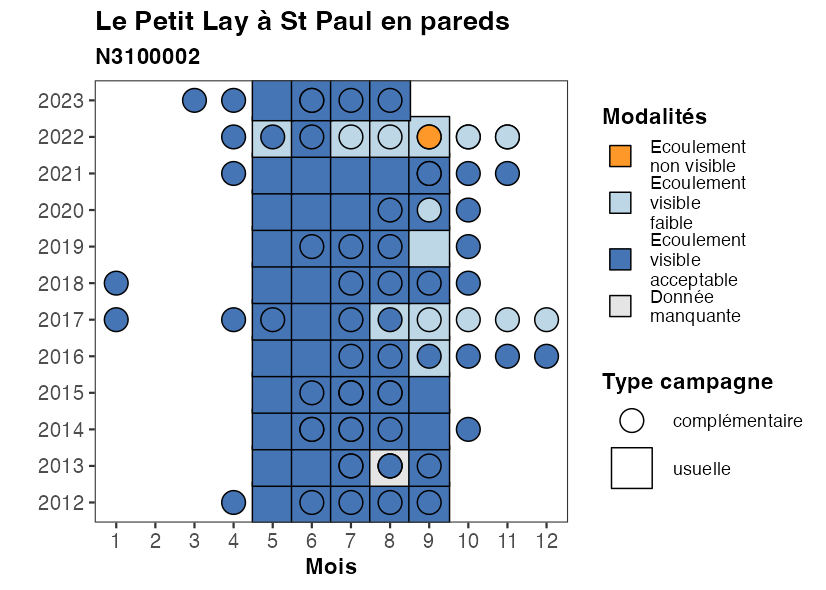 Le Petit Lay à St Paul en pareds
N3100002
2023
2022
2021
2020
2019
2018
2017
2016
2015
2014
2013
2012
1 2 3 4 5 6 7 8 9 10 11 12
Mois
Modalités
Ecoulement
non visible
Ecoulement
visible
faible
Ecoulement
visible
acceptable
Donnée
manquante
Type campagne
complémentaire
usuelle